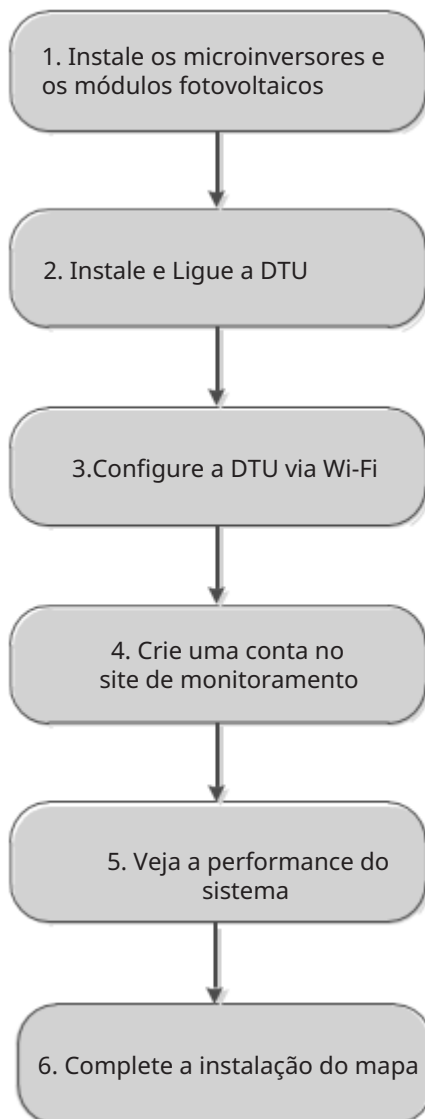 1. Instale os microinversores e
os módulos fotovoltaicos
2. Instale e Ligue a DTU
3.Configure a DTU via Wi-Fi
4. Crie uma conta no
site de monitoramento
5. Veja a performance do
sistema
6. Complete a instalação do mapa